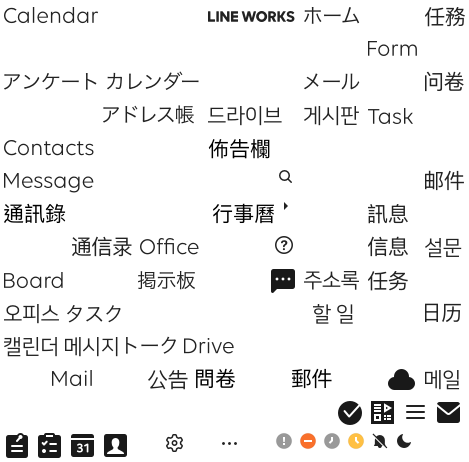 Calendar LINE WORKS ホーム 任務
Form
アンケート カレンダー メール 问卷
アドレス帳 드라이브 게시판 Task
Contacts 佈告欄
Message 邮件
通訊錄 行事曆 訊息
通信录 Office 信息 설문
Board 掲示板 주소록 任务
오피스 タスク 할 일 日历
캘린더 메시지 トーク Drive
Mail 公告 問卷 郵件 메일
31